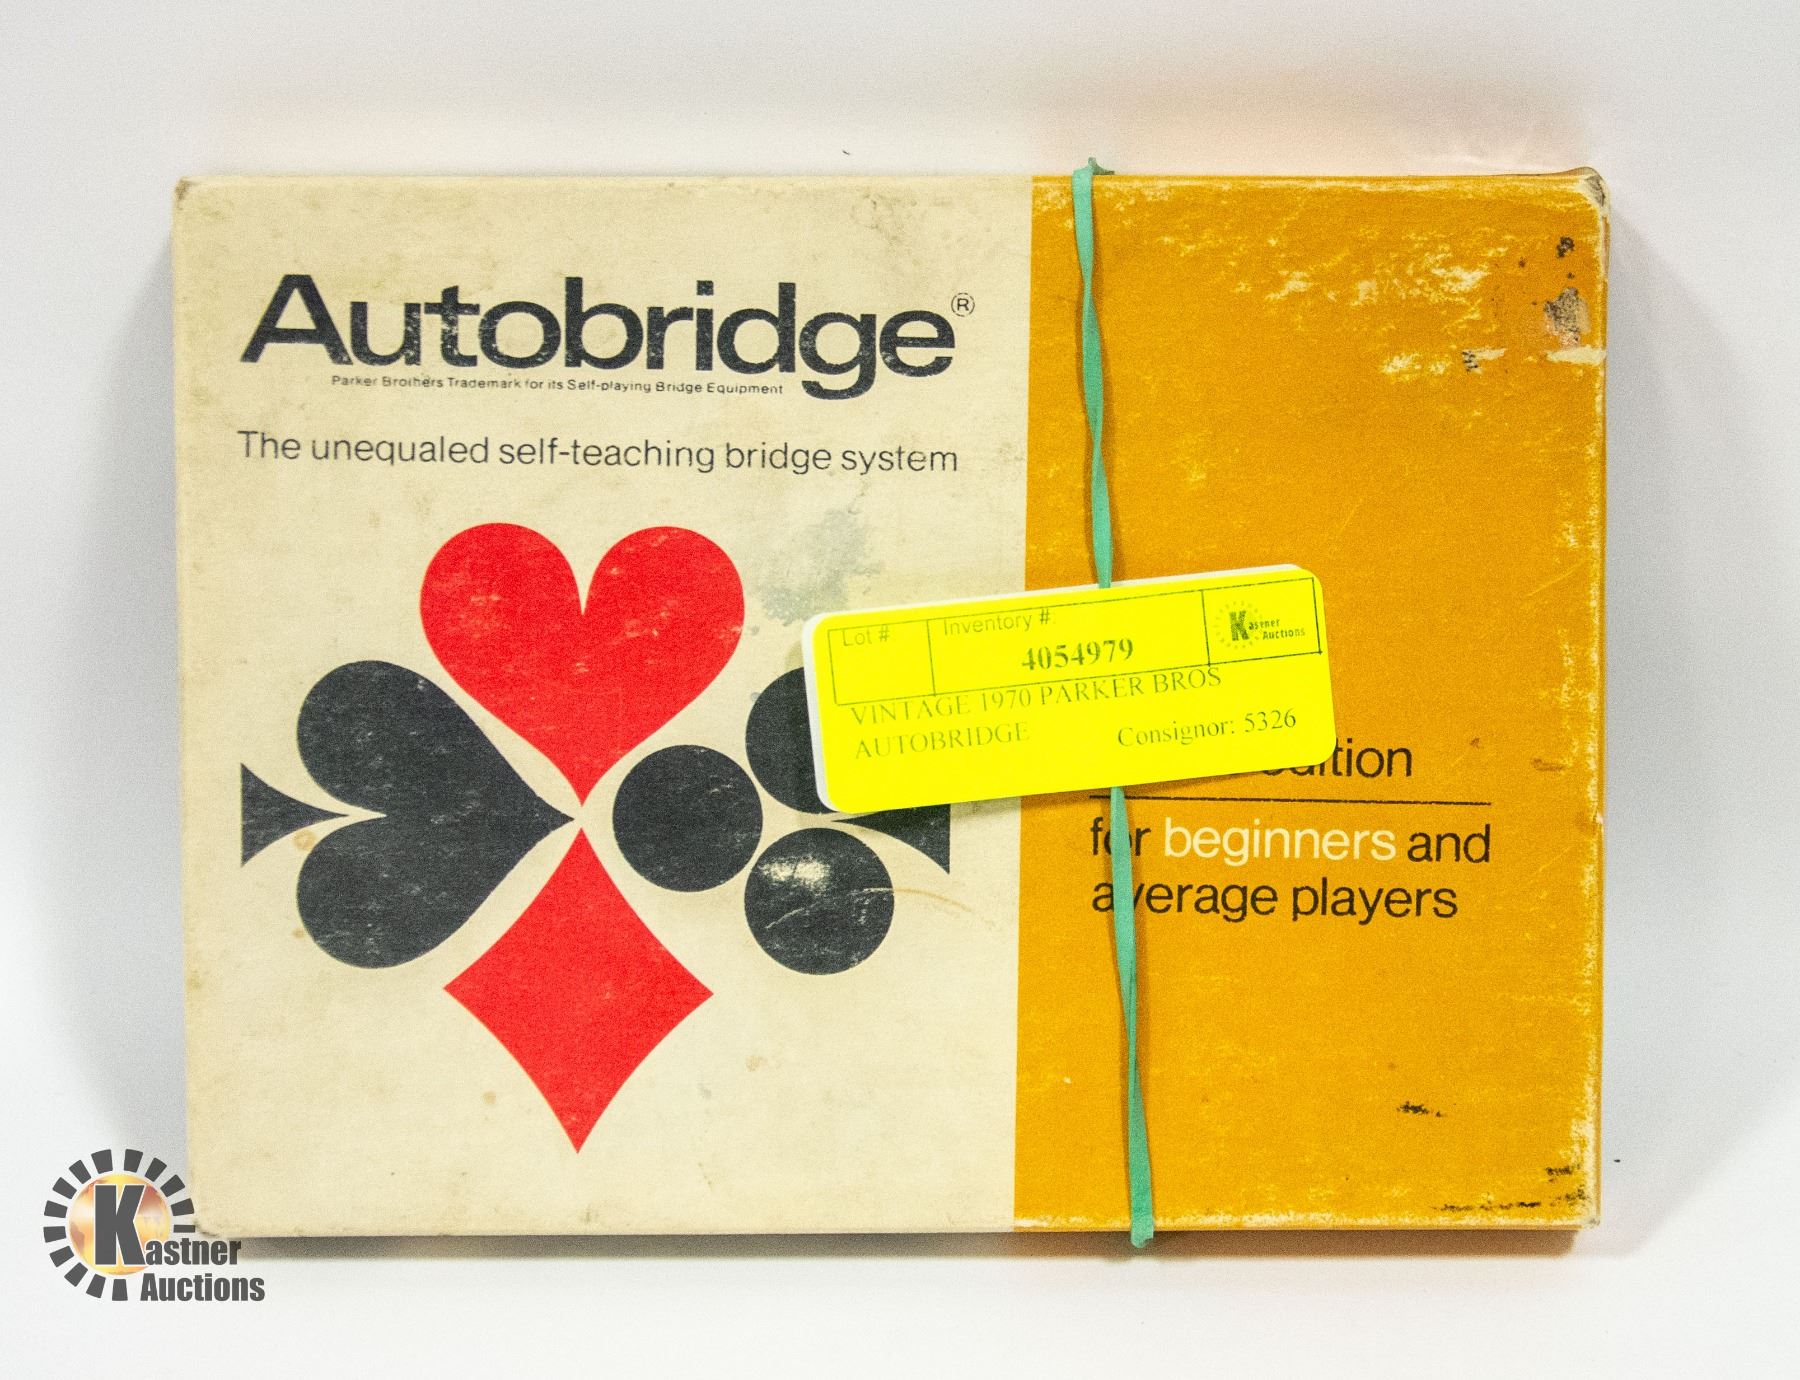 Autobridge®
Parker Brothers Trademark for its Self-playing Bridge Equipment
The unequaled self-teaching bridge system
Lot #:
Inventory #:
4054979
Kastner
Auctions
VINTAGE 1970 PARKER BROS
AUTOBRIDGE
Consignor: 5326
for beginners and
average players
Kastner
Auctions